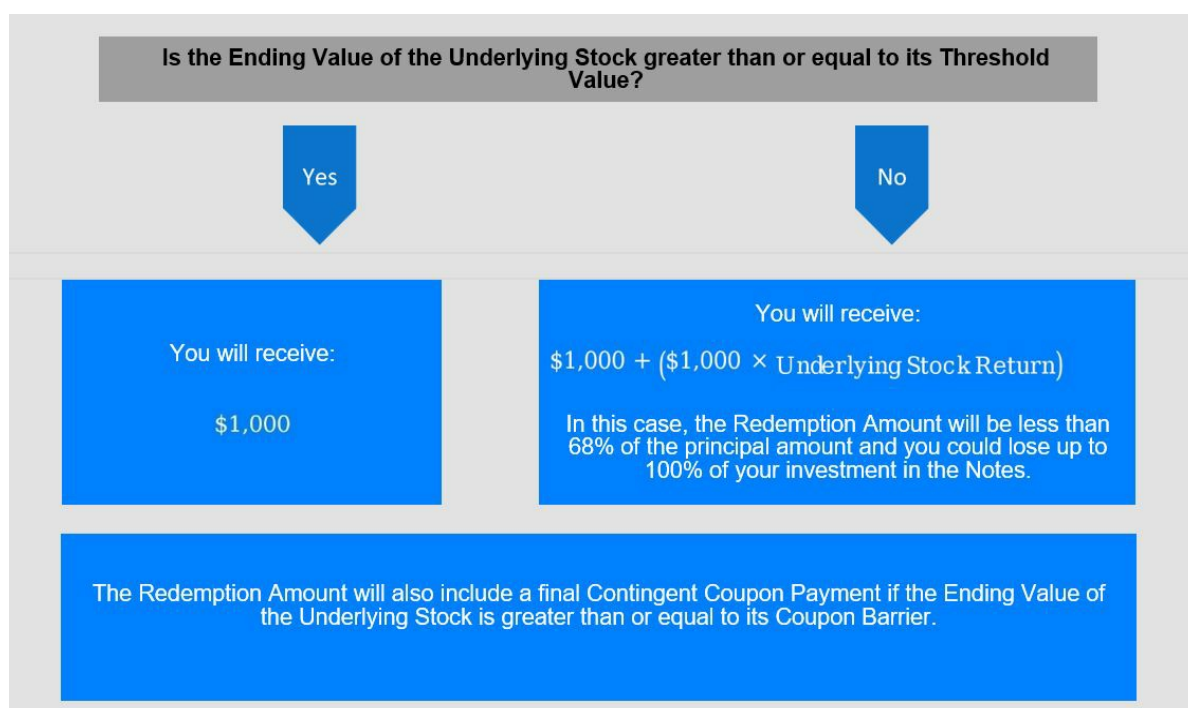 Is the Ending Value of the Underlying Stock greater than or equal to its Threshold
Value?
Yes
No
You will receive:
$1,000
You will receive:
$1,000 + ($1,000 × Underlying Stock Return)
In this case, the Redemption Amount will be less than
68% of the principal amount and you could lose up to
100% of your investment in the Notes.
The Redemption Amount will also include a final Contingent Coupon Payment if the Ending Value of
the Underlying Stock is greater than or equal to its Coupon Barrier.